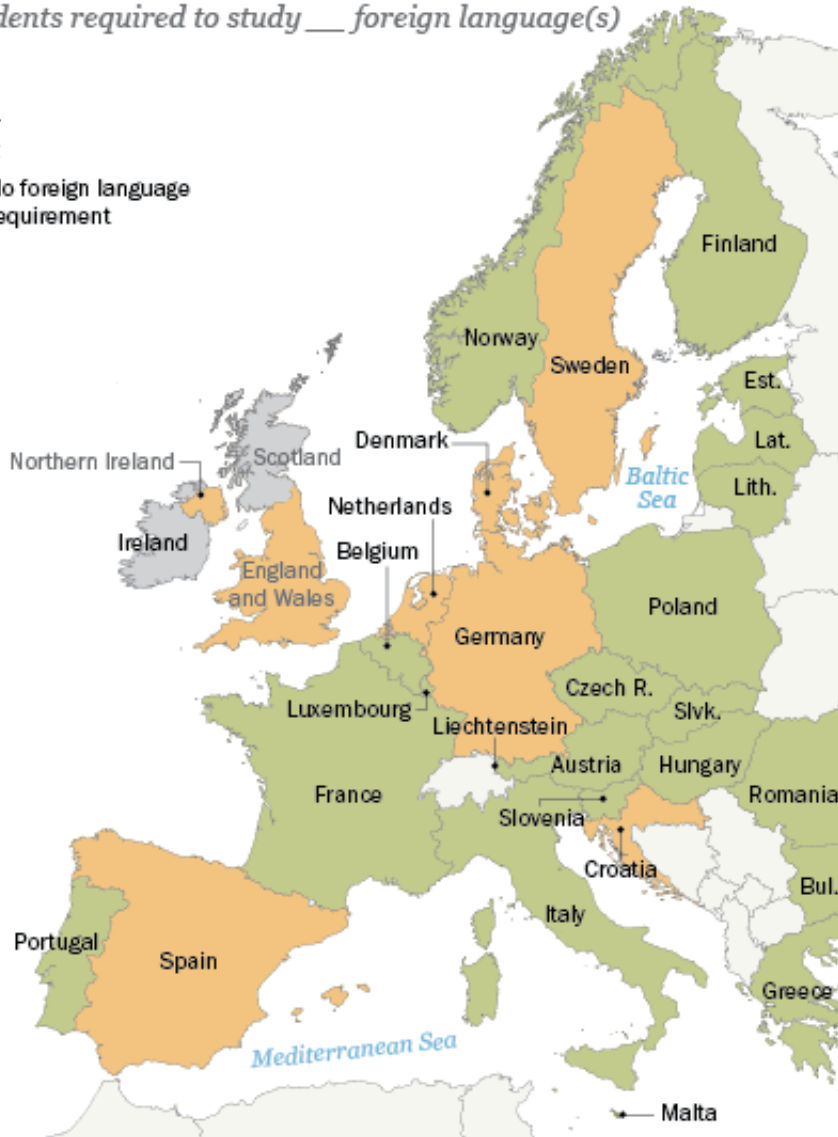 dents required to study __ foreign language(s)
lo foreign language
equirement
Finland
Norway
Sweden
Est.
Denmark
Lat.
Northern Ireland
Scotland
Baltic
Sea
Lith.
Netherlands
Ireland
Belgium
England
and Wales
Poland
Germany
Czech R.
Luxembourg
Slvk.
Liechtenstein
Austria
Hungary
France
Romania
Slovenia
Croatia
Bul.
Italy
Portugal
Spain
Greece
Mediterranean Sea
Malta